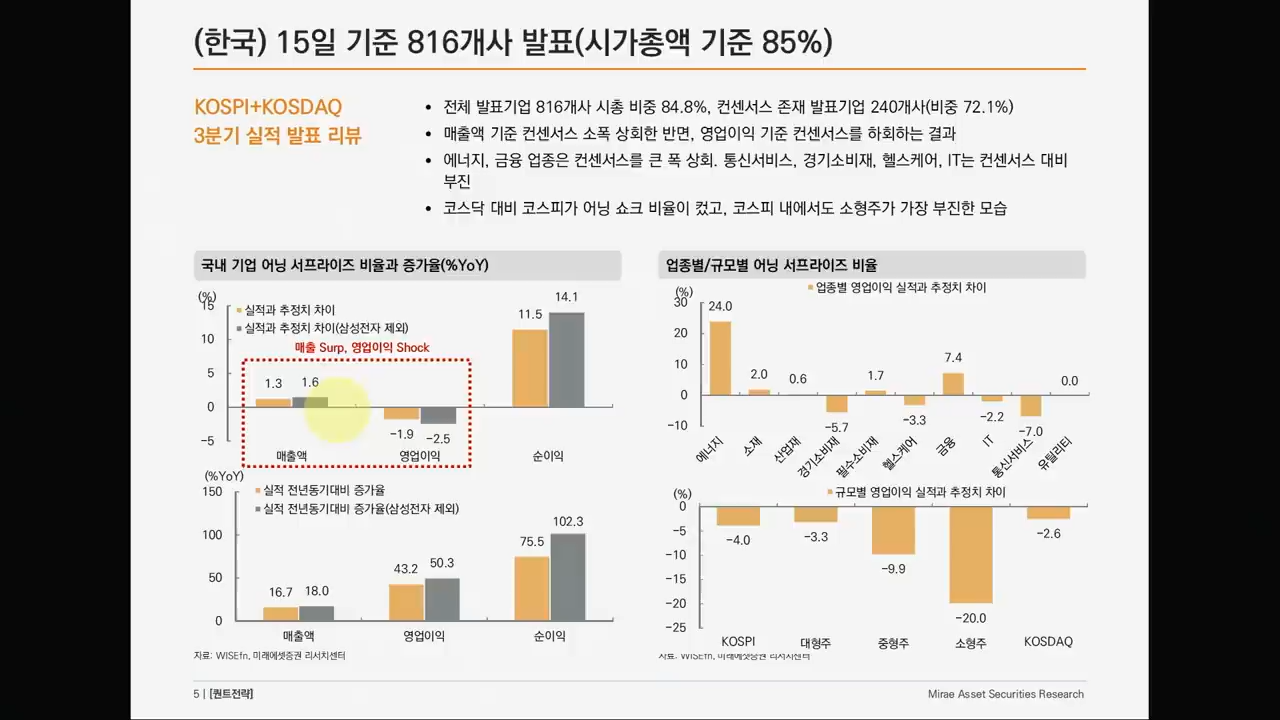 (한국) 15일 기준 816개사 발표(시가총액 기준 85%)
KOSPI+KOSDAQ
3분기 실적 발표 리뷰
• 전체 발표기업 816개사 시총 비중 84.8%, 컨센서스 존재 발표기업 240개사(비중 72.1%)
• 매출액 기준 컨센서스 소폭 상회한 반면, 영업이익 기준 컨센서스를 하회하는 결과
• 에너지, 금융 업종은 컨센서스를 큰 폭 상회. 통신서비스, 경기소비재, 헬스케어, IT는 컨센서스 대비
부진
• 코스닥 대비 코스피가 어닝 쇼크 비율이 컸고, 코스피 내에서도 소형주가 가장 부진한 모습
국내 기업 어닝 서프라이즈 비율과 증가율(%YoY)
(%)
15
10
5
0
-5
실적과 추정치 차이
실적과 추정치 차이(삼성전자 제외)
매출 Surp, 영업이익 Shock
1.3 1.6
-1.9 -2.5
11.5 14.1
매출액 영업이익 순이익
(%YoY)
150
100
50
0
실적 전년동기대비 증가율
실적 전년동기대비 증가율(삼성전자 제외)
16.7 18.0
43.2 50.3
75.5 102.3
매출액 영업이익 순이익
자료: WISEfn, 미래에셋증권 리서치센터
업종별/규모별 어닝 서프라이즈 비율
(%)
30
20
10
0
-10
업종별 영업이익 실적과 추정치 차이
24.0 2.0 0.6 -5.7 1.7 -3.3 7.4 -2.2 -7.0 0.0
에너지 소재 산업재 경기소비재 필수소비재 헬스케어 금융 IT 통신서비스 유틸리티
(%)
0
-5
-10
-15
-20
-25
규모별 영업이익 실적과 추정치 차이
-4.0 -3.3 -9.9 -20.0 -2.6
KOSPI 대형주 중형주 소형주 KOSDAQ
자료: WISEfn, 미래에셋증권 리서치센터
5 | [퀀트전략]
Mirae Asset Securities Research